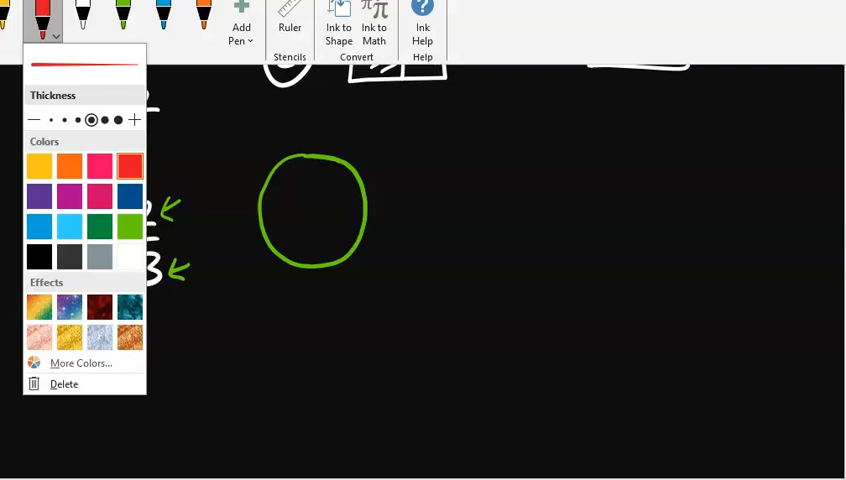 Add
Pen
Ruler
Ink to
Shape
Ink to
Math
Ink
Help
Stencils
Convert
Help
Thickness
Colors
3
Effects
More Colors...
Delete